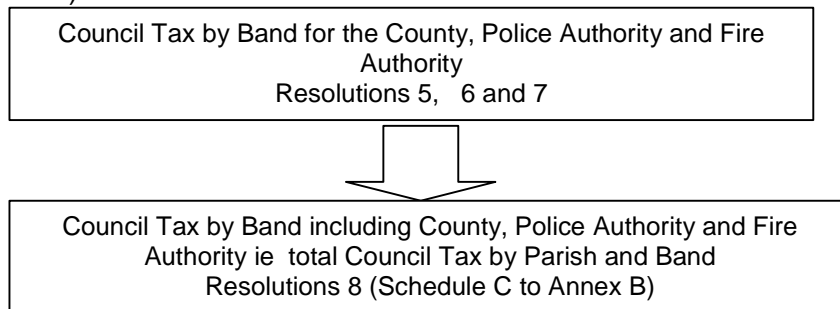 )
Council Tax by Band for the County, Police Authority and Fire
Authority
Resolutions 5, 6 and 7
Council Tax by Band including County, Police Authority and Fire
Authority ie total Council Tax by Parish and Band
Resolutions 8 (Schedule C to Annex B)